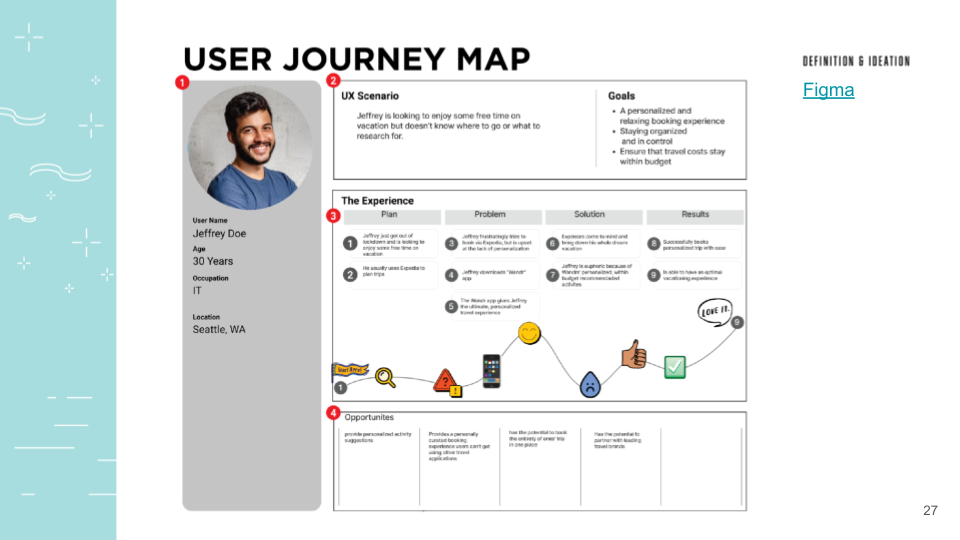 USER JOURNEY MAP
DEFINITION & IDEATION
Figma
1
User Name
Jeffrey Doe
Age
30 Years
Occupation
IT
Location
Seattle, WA
2
UX Scenario
Jeffrey is looking to enjoy some free time on
vacation but doesn't know where to go or what to
research for.
Goals
• A personalized and
relaxing booking experience
• Staying organized
and in control
• Ensure that travel costs stay
within budget
The Experience
3
Plan
Problem
Solution
Results
1
Jeffrey just got out of
lockdown and is looking to
enjoy some free time on
vacation
2
He usually uses Expedia to
plan trips
3
Jeffrey frustratingly tries to
book via Expedia, but is upset
at the lack of personalization
4
Jeffrey downloads "Wandr"
app
5
The Wandr app gives Jeffrey
the ultimate, personalized
travel experience
6
Expenses come to mind and
bring down his whole dream
vacation
7
Jeffrey is euphoric because of
Wandrs' personalized, within
budget recommendaded
activites
8
Successfully books
personalized trip with ease
9
Is able to have an optimal
vacationing experience
LOVE IT.
9
Start Here!
1
?
!
4
Opportunites
provide personalized activity
suggestions
Provides a personally
curated booking,
experience users can't get
using other travel
applications
has the potential to book
the entirety of ones' trip
in one place
Has the potential to
partner with leading
travel brands
27